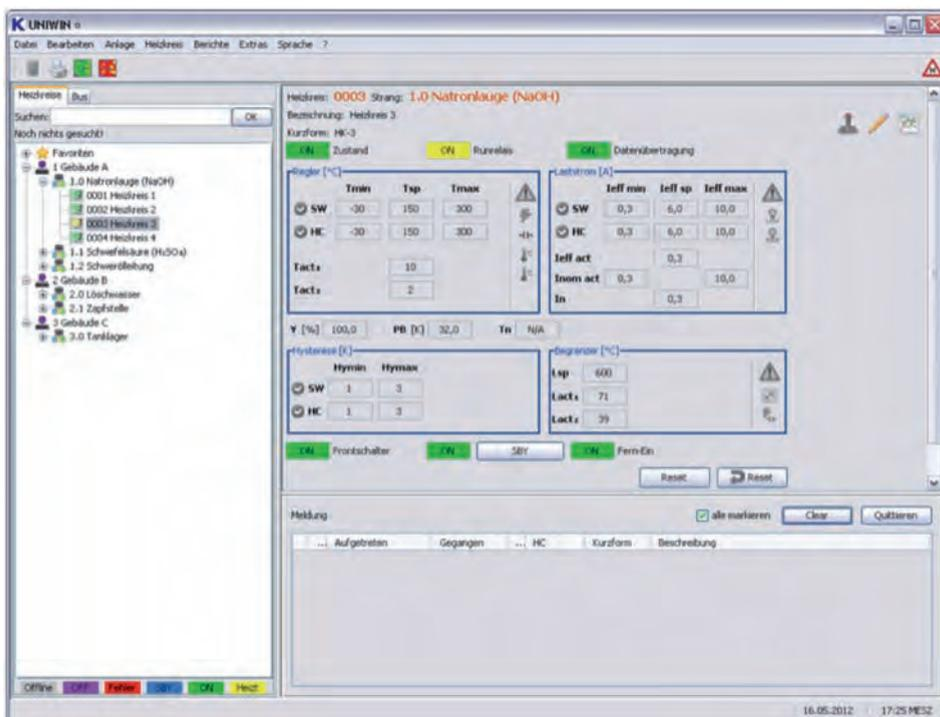 UNIWIN
Datei Bearbeiten Anlage Heizkreis Berichte Extras Sprache ?
Heizkreise Bus
Suchen: OK
Noch nichts gesucht!
Favoriten
1 Gebäude A
1.0 Natronlauge (NaOH)
0001 Heizkreis 1
0002 Heizkreis 2
0003 Heizkreis 3
0004 Heizkreis 4
1.1 Schwefelsäure (H₂SO₄)
1.2 Schwerölleitung
2 Gebäude B
2.0 Löschwasser
2.1 Zapfstelle
3 Gebäude C
3.0 Tanklager
Offline OFF Fehler SBY ON Heizt
Heizkreis: 0003 Strang: 1.0 Natronlauge (NaOH)
Bezeichnung: Heizkreis 3
Kurzform: HK-3
ON Zustand ON Runrelais ON Datenübertragung
Regler [°C]
Tmin Tsp Tmax
SW -30 150 300
HC -30 150 300
Tact₁ 10
Tact₂ 2
Laststrom [A]
Ieff min Ieff sp Ieff max
SW 0,3 6,0 10,0
HC 0,3 6,0 10,0
Ieff act 0,3
Inom act 0,3 10,0
In 0,3
Y [%] 100,0 PB [K] 32,0 Tn N/A
Hysterese [K]
Hymin Hymax
SW 1 3
HC 1 3
Begrenzer [°C]
Lsp 600
Lact₁ 71
Lact₂ 39
ON Frontschalter ON SBY ON Fern-Ein
Reset Reset
Meldung alle markieren Clear Quittieren
... Aufgetreten Gegangen ... HC Kurzform Beschreibung
16.05.2012 17:25 MESZ